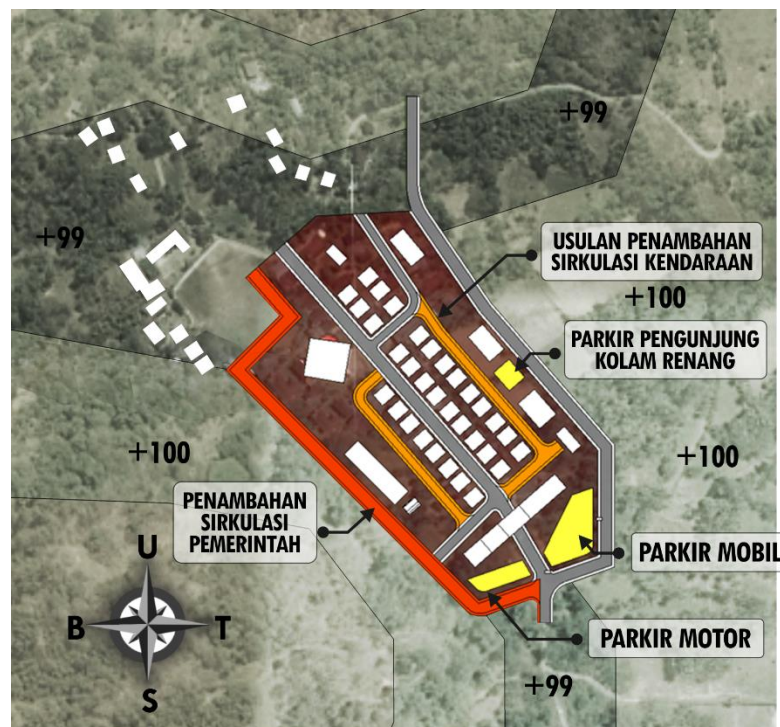 +99
+99
USULAN PENAMBAHAN
SIRKULASI KENDARAAN
+100
PARKIR PENGUNJUNG
KOLAM RENANG
+100
+100
PENAMBAHAN
SIRKULASI
PEMERINTAH
PARKIR MOBIL
U
B T
S
PARKIR MOTOR
+99